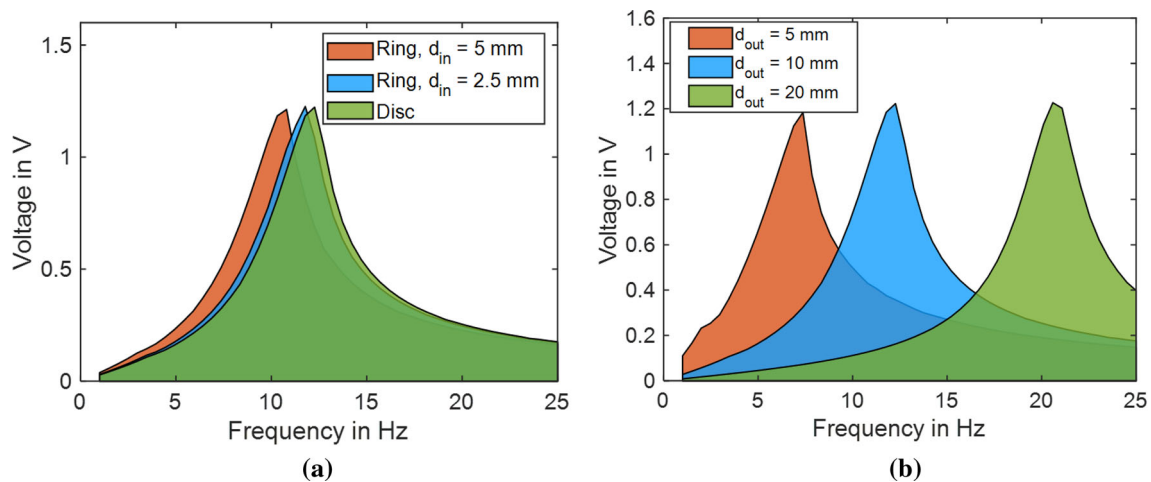 1.5
1
0.5
0
Voltage in V
Ring, d_in = 5 mm
Ring, d_in = 2.5 mm
Disc
0 5 10 15 20 25
Frequency in Hz
(a)
1.6
1.4
1.2
1
0.8
0.6
0.4
0.2
0
Voltage in V
d_out = 5 mm
d_out = 10 mm
d_out = 20 mm
0 5 10 15 20 25
Frequency in Hz
(b)